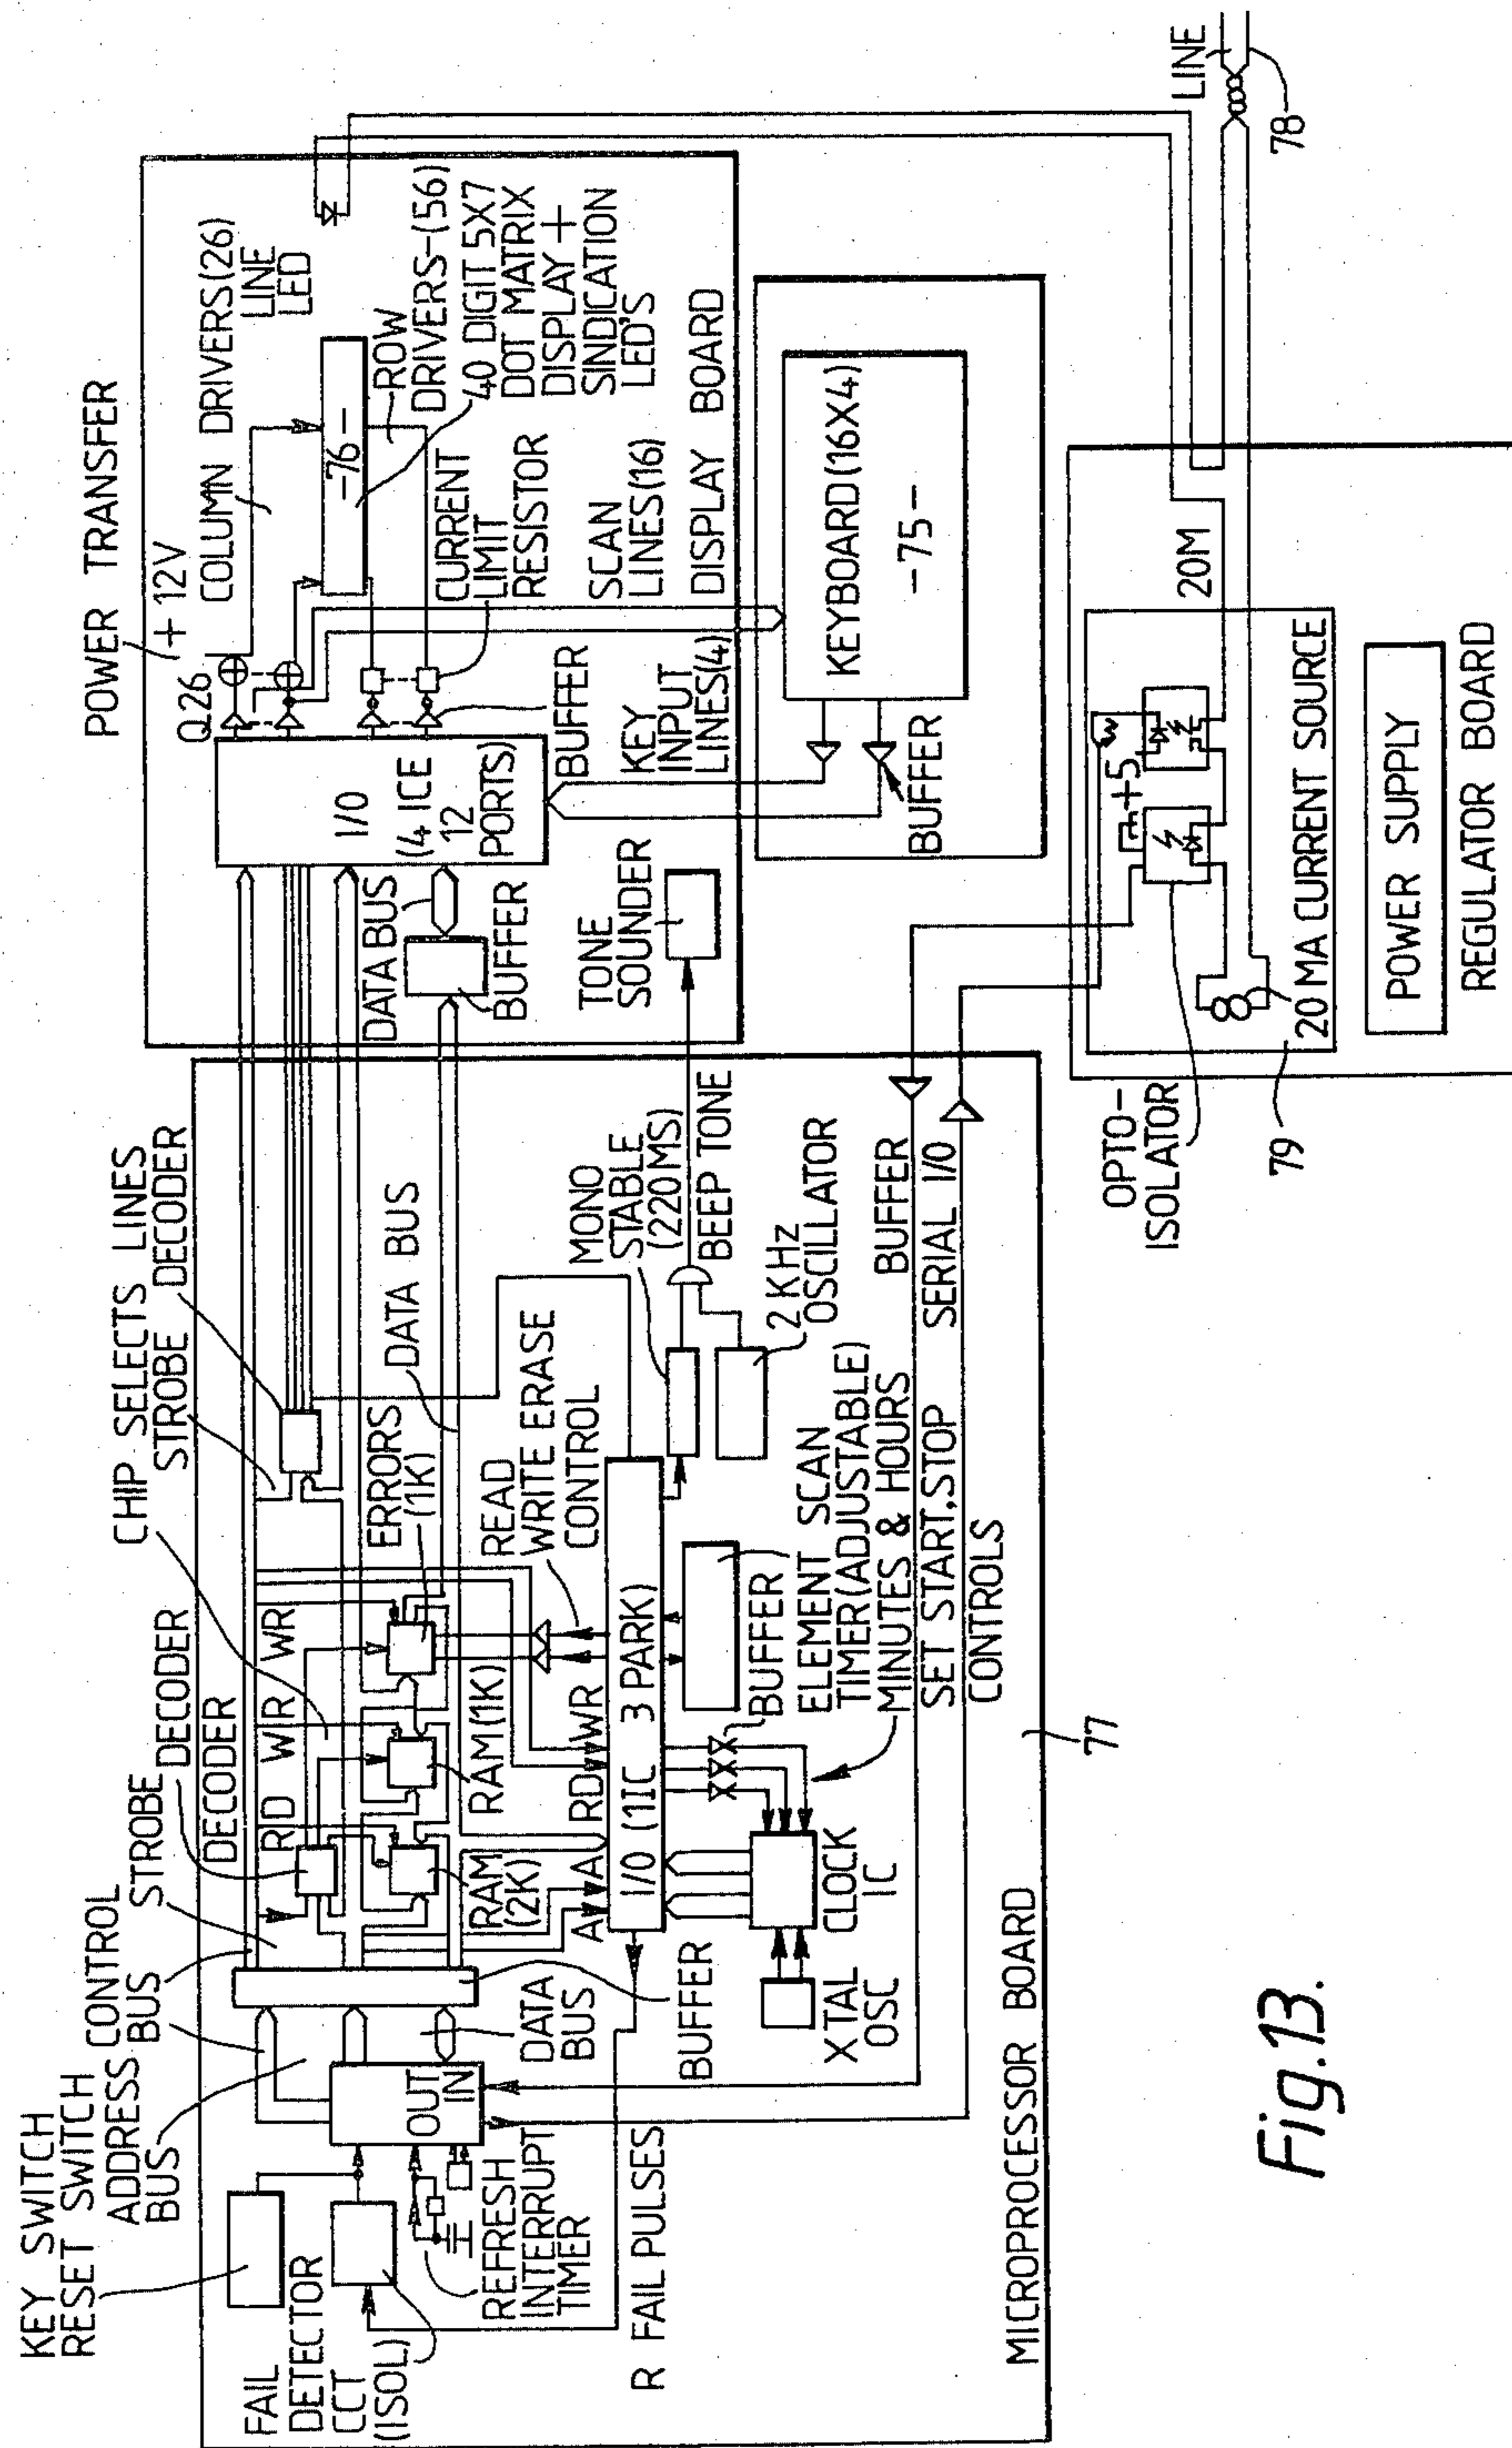 KEY SWITCH
RESET SWITCH
ADDRESS
BUS
CONTROL
BUS
STROBE
DECODER
DECODER
CHIP SELECTS LINES
STROBE DECODER
FAIL
DETECTOR
CCT
(ISOL)
REFRESH
INTERRUPT
TIMER
OUT
IN
DATA
BUS
BUFFER
RD
WR
WR
RAM
(2K)
RAM(1K)
ERRORS
(1K)
DATA BUS
READ
WRITE ERASE
CONTROL
A
A
RD
WR
I/O (1IC 3 PARK)
R FAIL PULSES
XTAL
OSC
CLOCK
IC
BUFFER
ELEMENT SCAN
TIMER(ADJUSTABLE)
MINUTES & HOURS
SET START,STOP
CONTROLS
MONO
STABLE
(220MS)
BEEP TONE
2KHz
OSCILLATOR
BUFFER
SERIAL I/O
MICROPROCESSOR BOARD
77
POWER TRANSFER
+12V
Q26
COLUMN DRIVERS(26)
LINE
LED
-76-
ROW
DRIVERS-(56)
40 DIGIT 5X7
DOT MATRIX
DISPLAY +
SINDICATION
LED'S
CURRENT
LIMIT
RESISTOR
SCAN
LINES(16)
DISPLAY BOARD
I/O
(4 ICE
12
PORTS)
BUFFER
KEY
INPUT
LINES(4)
DATA BUS
BUFFER
TONE
SOUNDER
KEYBOARD(16X4)
-75-
BUFFER
LINE
78
20M
+5
OPTO-
ISOLATOR
79
20 MA CURRENT SOURCE
POWER SUPPLY
REGULATOR BOARD
Fig.13.